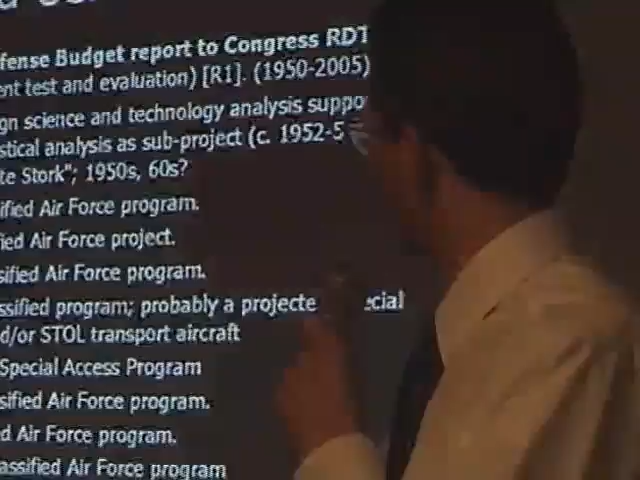 fense Budget report to Congress RDT
ent test and evaluation) [R1]. (1950-2005)
gn science and technology analysis suppo
stical analysis as sub-project (c. 1952-5
te Stork"; 1950s, 60s?
ified Air Force program.
ied Air Force project.
sified Air Force program.
ssified program; probably a projecte ecial
d/or STOL transport aircraft
Special Access Program
sified Air Force program.
d Air Force program.
assified Air Force program